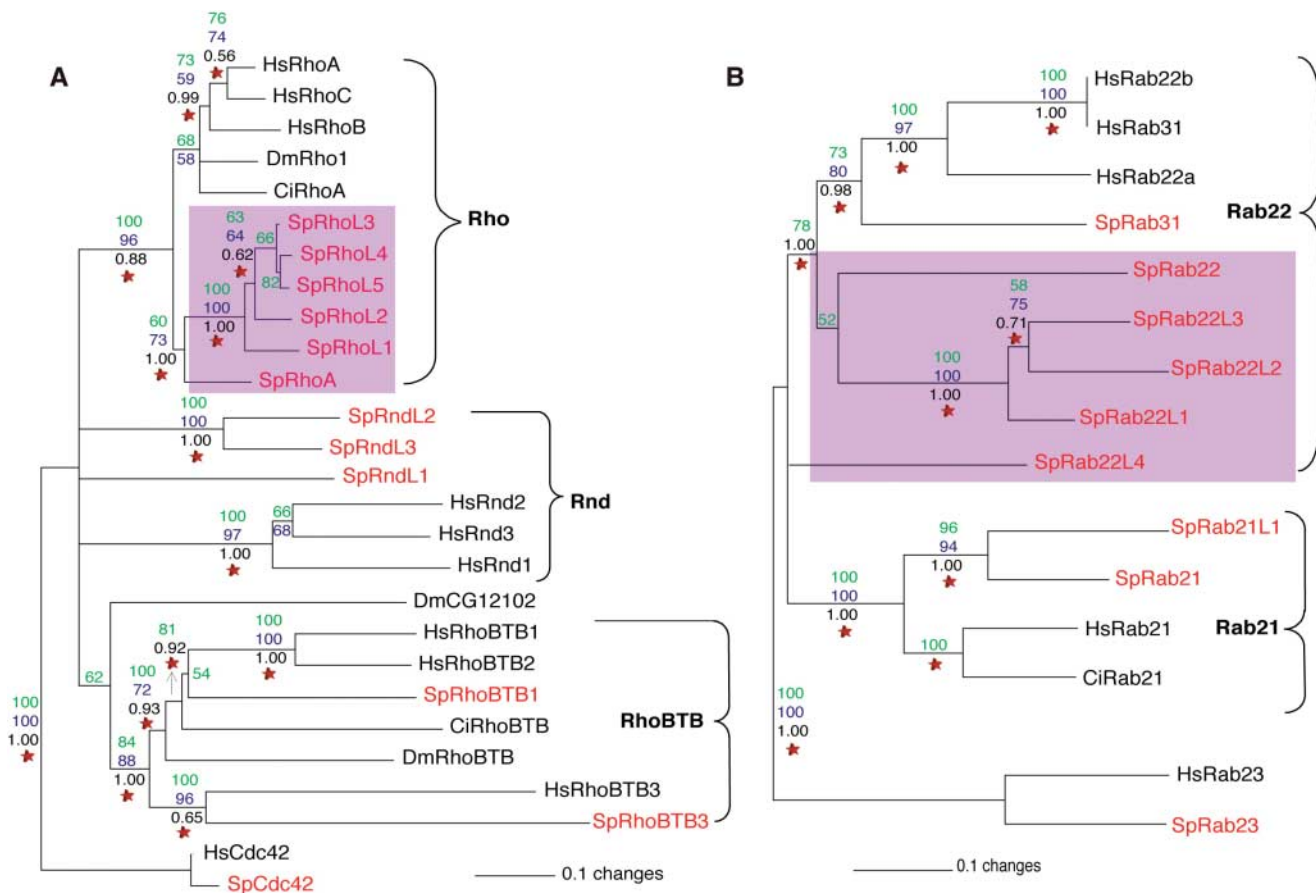 A
76
74
0.56
73
59
0.99
68
58
HsRhoA
HsRhoC
HsRhoB
DmRho1
CiRhoA
Rho
100
96
0.88
63
64
0.62
66
82
SpRhoL3
SpRhoL4
SpRhoL5
SpRhoL2
SpRhoL1
SpRhoA
100
100
1.00
60
73
1.00
100
100
1.00
SpRndL2
SpRndL3
SpRndL1
Rnd
100
97
1.00
66
68
HsRnd2
HsRnd3
HsRnd1
DmCG12102
62
81
0.92
54
100
100
1.00
HsRhoBTB1
HsRhoBTB2
SpRhoBTB1
CiRhoBTB
DmRhoBTB
RhoBTB
100
72
0.93
84
88
1.00
100
96
0.65
HsRhoBTB3
SpRhoBTB3
100
100
1.00
HsCdc42
SpCdc42
0.1 changes
B
100
100
1.00
HsRab22b
HsRab31
100
97
1.00
HsRab22a
73
80
0.98
SpRab31
Rab22
78
1.00
SpRab22
52
58
75
0.71
SpRab22L3
SpRab22L2
100
100
1.00
SpRab22L1
SpRab22L4
96
94
1.00
SpRab21L1
SpRab21
100
100
1.00
100
HsRab21
CiRab21
Rab21
100
100
1.00
HsRab23
SpRab23
0.1 changes